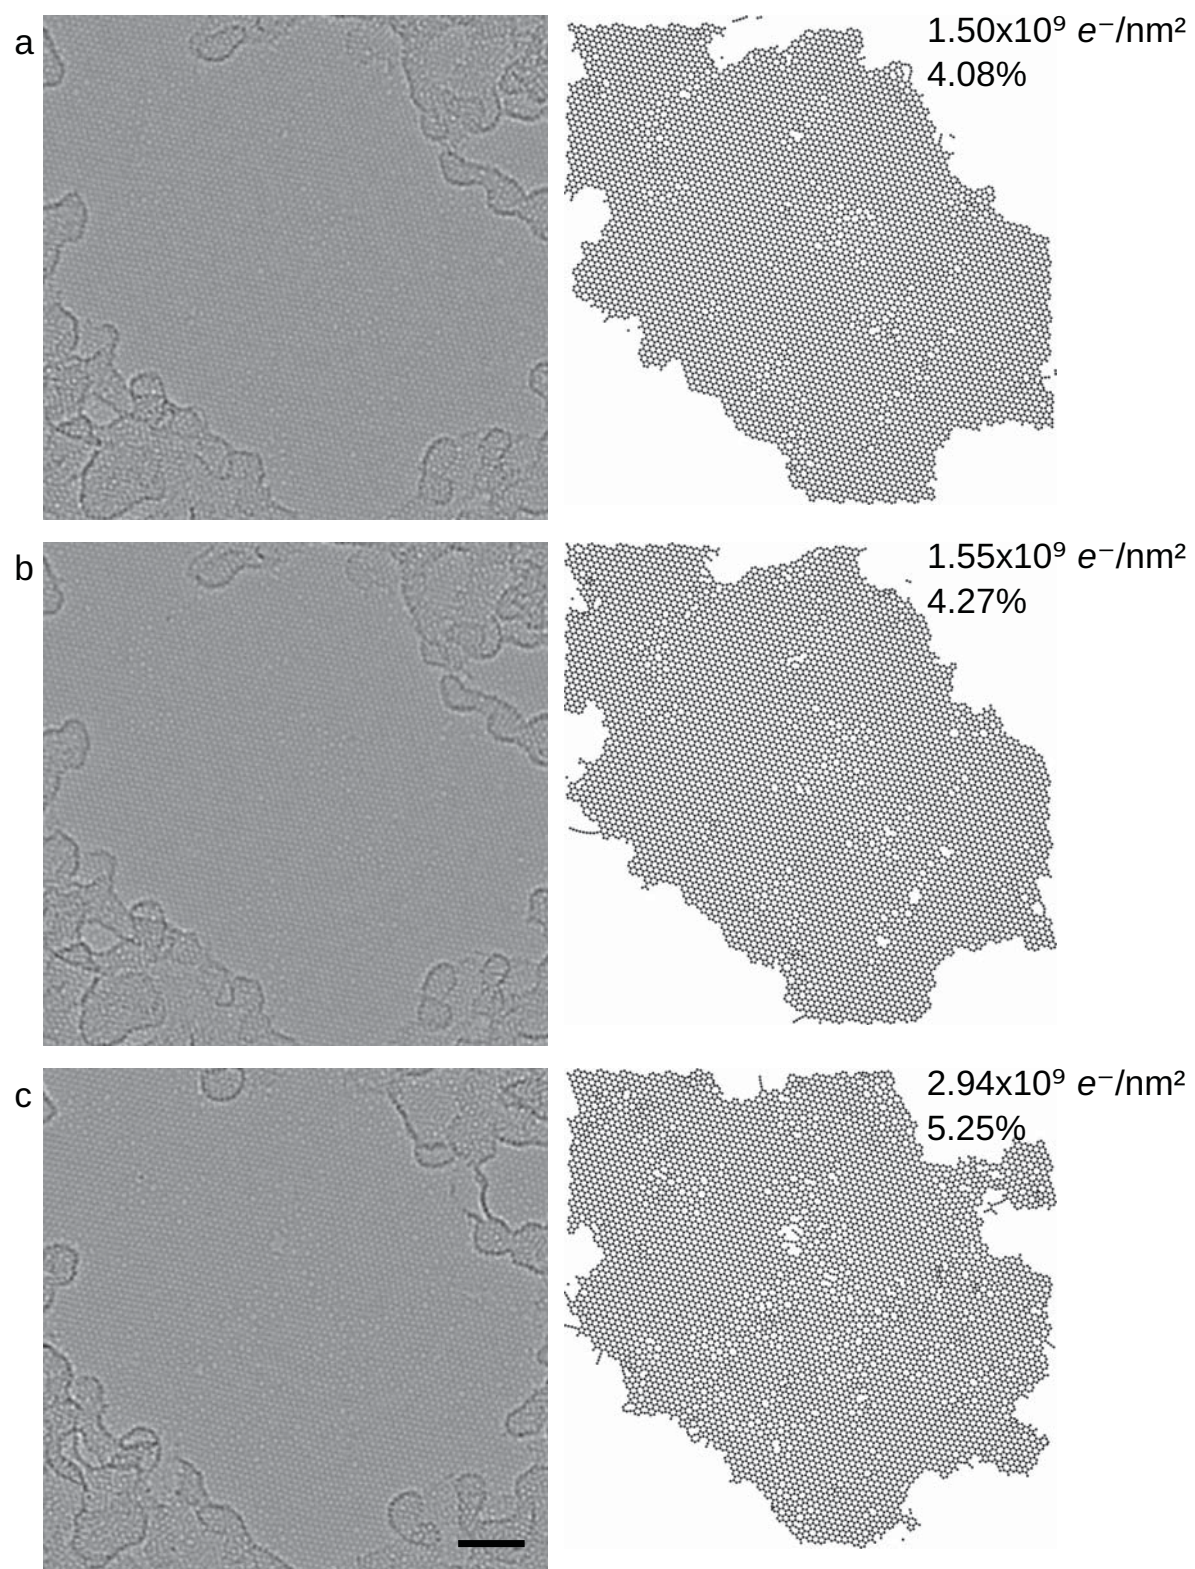 a
1.50x10⁹ e⁻/nm²
4.08%
b
1.55x10⁹ e⁻/nm²
4.27%
c
2.94x10⁹ e⁻/nm²
5.25%